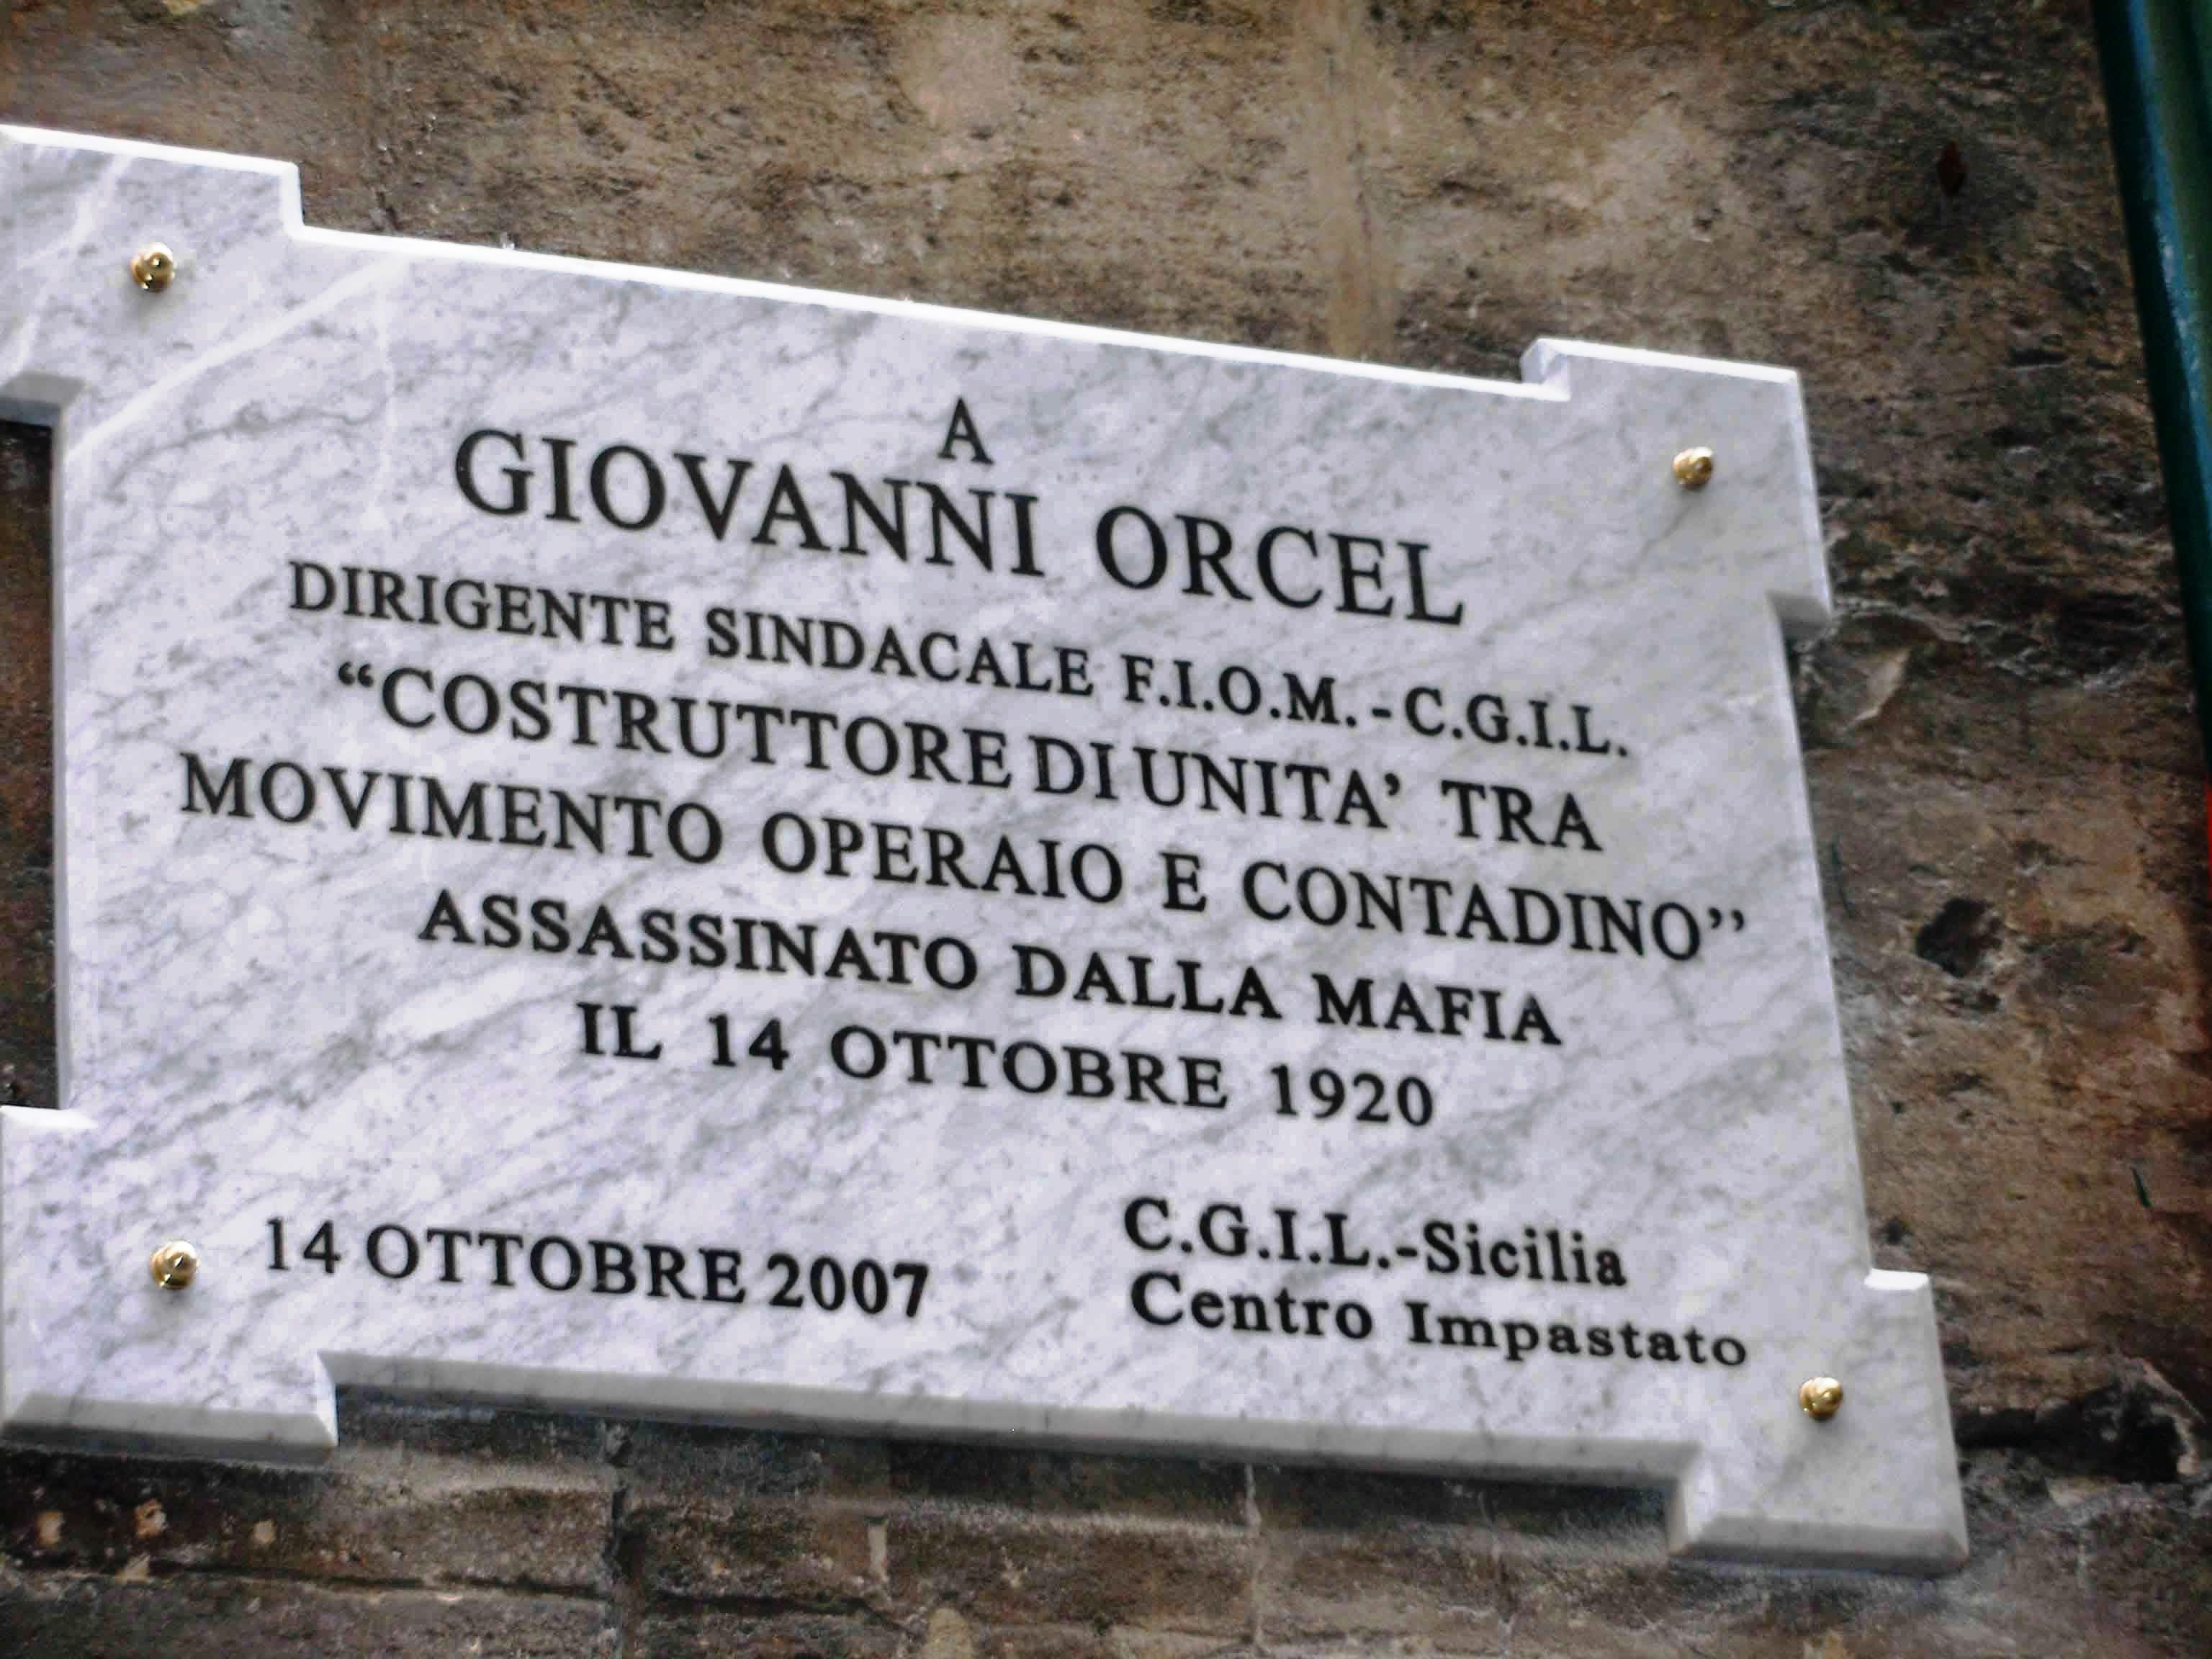 A
GIOVANNI ORCEL
DIRIGENTE SINDACALE F.I.O.M.-C.G.I.L.
“COSTRUTTORE DI UNITA’ TRA
MOVIMENTO OPERAIO E CONTADINO’’
ASSASSINATO DALLA MAFIA
IL 14 OTTOBRE 1920
14 OTTOBRE 2007
C.G.I.L.-Sicilia
Centro Impastato